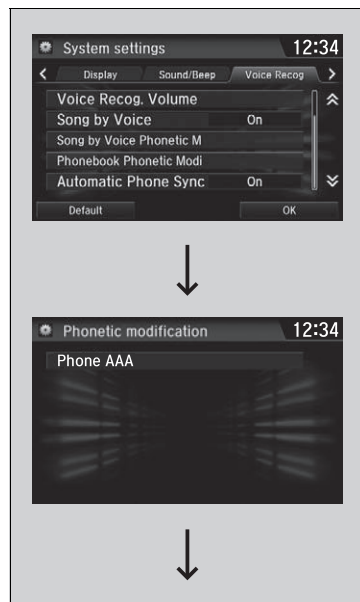 System settings 12:34
Display Sound/Beep Voice Recog
Voice Recog. Volume
Song by Voice On
Song by Voice Phonetic M
Phonebook Phonetic Modi
Automatic Phone Sync On
Default OK
Phonetic modification 12:34
Phone AAA